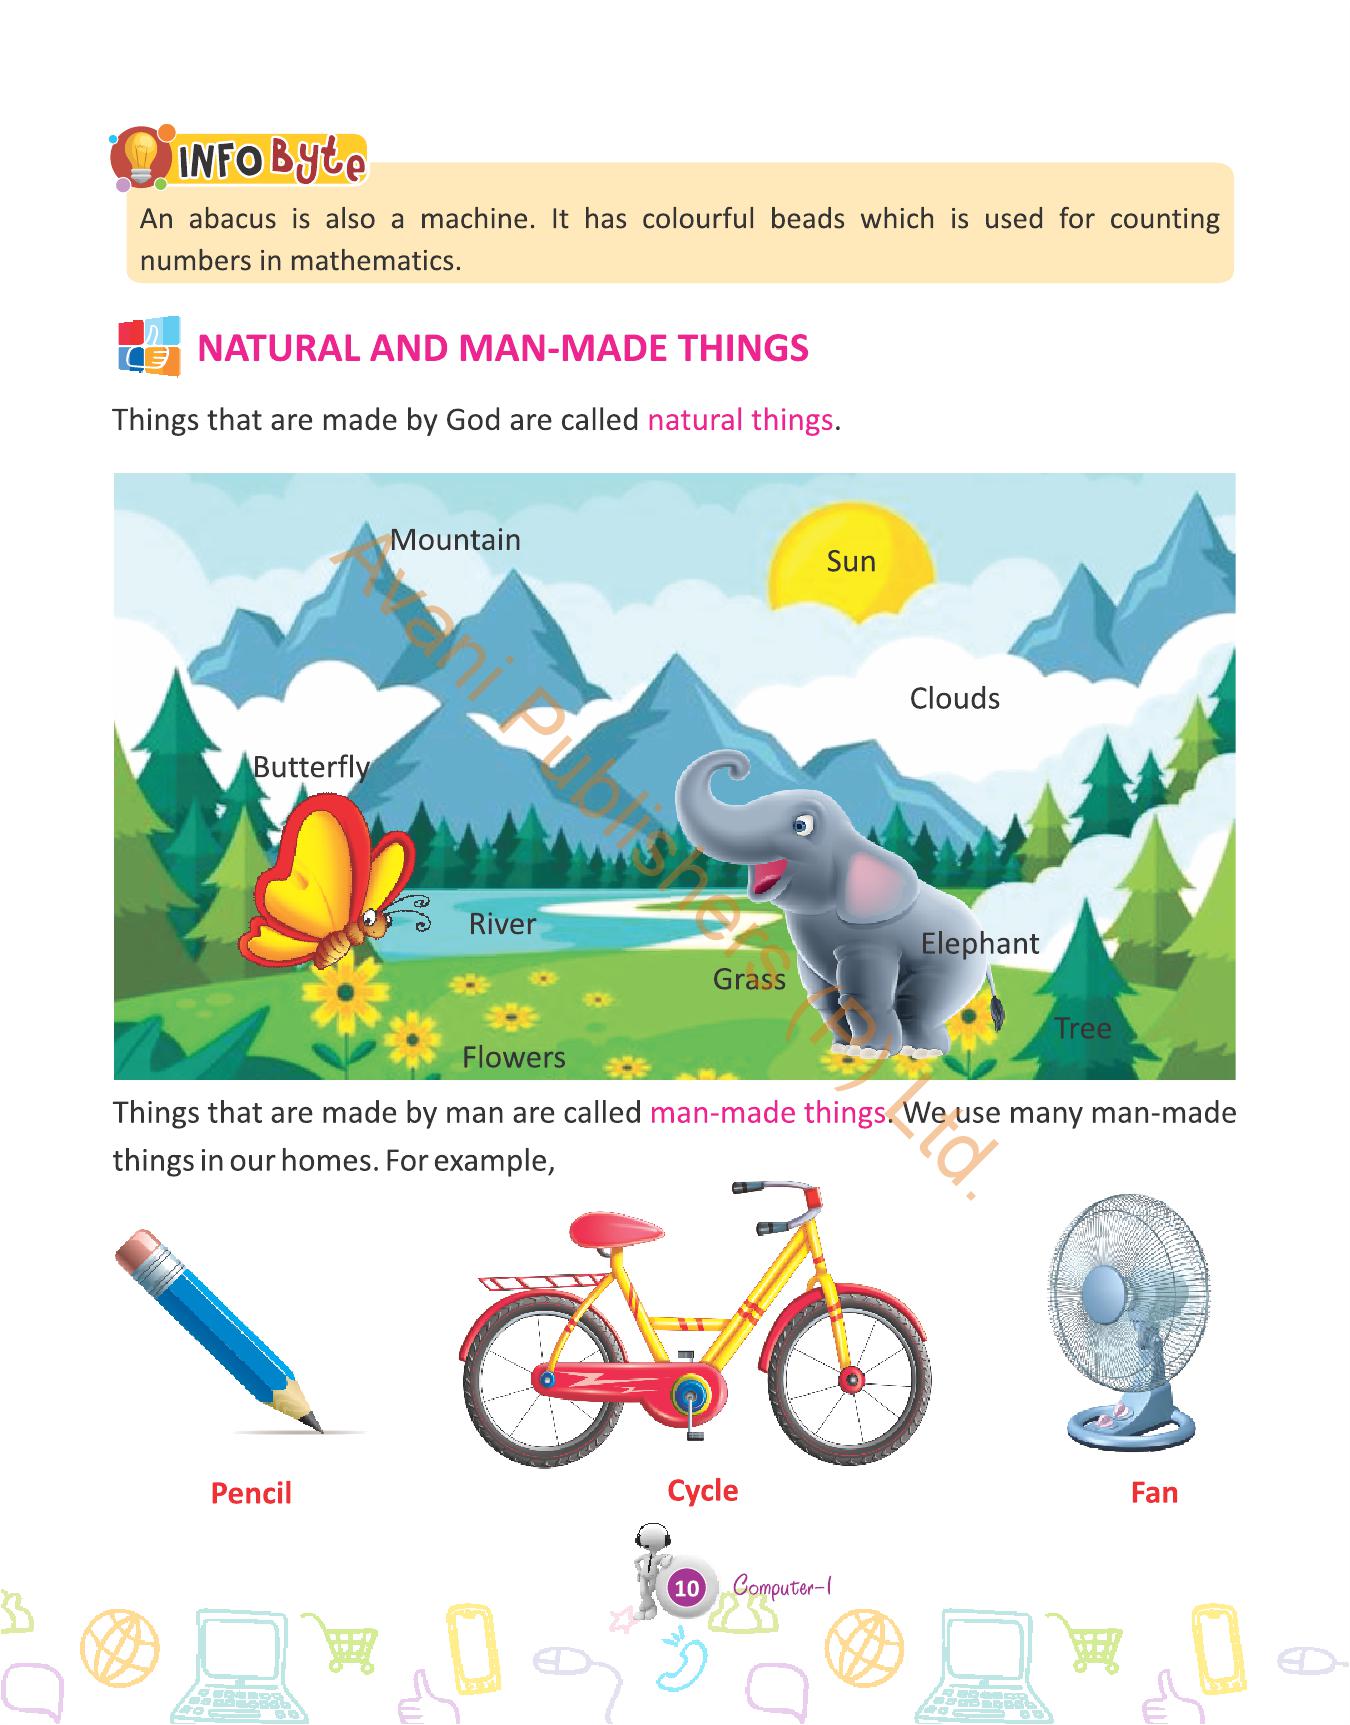 INFO Byte
An abacus is also a machine. It has colourful beads which is used for counting
numbers in mathematics.
NATURAL AND MAN-MADE THINGS
Things that are made by God are called natural things.
Mountain
Sun
Clouds
Butterfly
River
Elephant
Grass
Tree
Flowers
Avani Publishers (P) Ltd.
Things that are made by man are called man-made things. We use many man-made
things in our homes. For example,
Pencil
Cycle
Fan
10
Computer-1